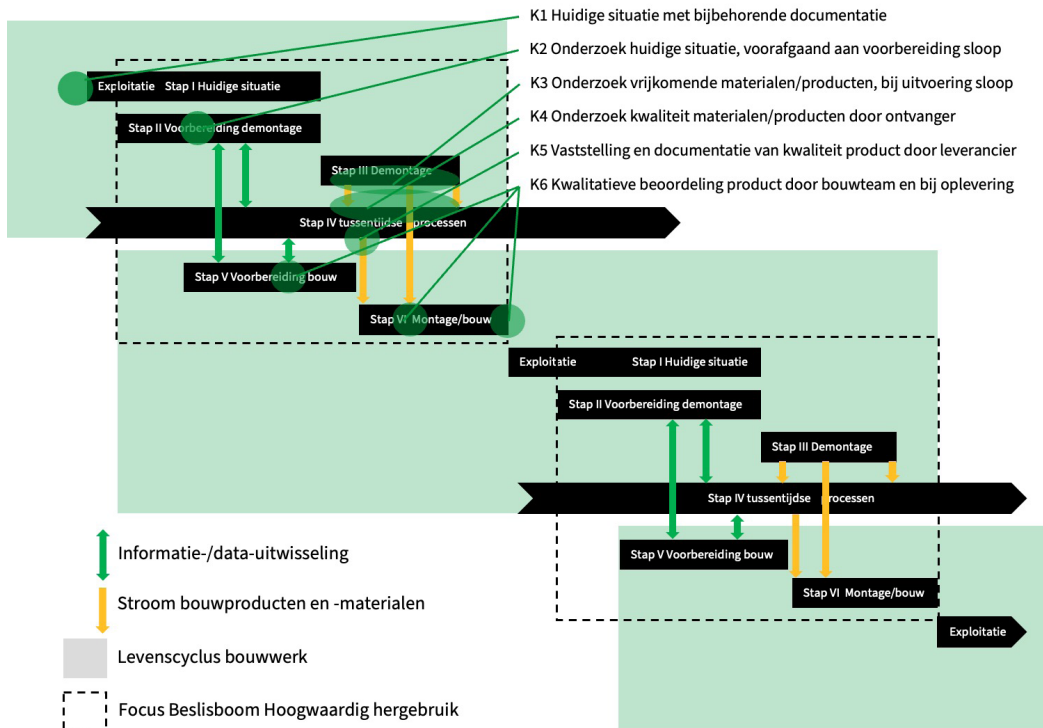 K1 Huidige situatie met bijbehorende documentatie
K2 Onderzoek huidige situatie, voorafgaand aan voorbereiding sloop
K3 Onderzoek vrijkomende materialen/producten, bij uitvoering sloop
K4 Onderzoek kwaliteit materialen/producten door ontvanger
K5 Vaststelling en documentatie van kwaliteit product door leverancier
K6 Kwalitatieve beoordeling product door bouwteam en bij oplevering
Exploitatie Stap I Huidige situatie
Stap II Voorbereiding demontage
Stap III Demontage
Stap IV tussentijdse processen
Stap V Voorbereiding bouw
Stap VI Montage/bouw
Exploitatie Stap I Huidige situatie
Stap II Voorbereiding demontage
Stap III Demontage
Stap IV tussentijdse processen
Stap V Voorbereiding bouw
Stap VI Montage/bouw
Exploitatie
Informatie-/data-uitwisseling
Stroom bouwproducten en -materialen
Levenscyclus bouwwerk
Focus Beslisboom Hoogwaardig hergebruik